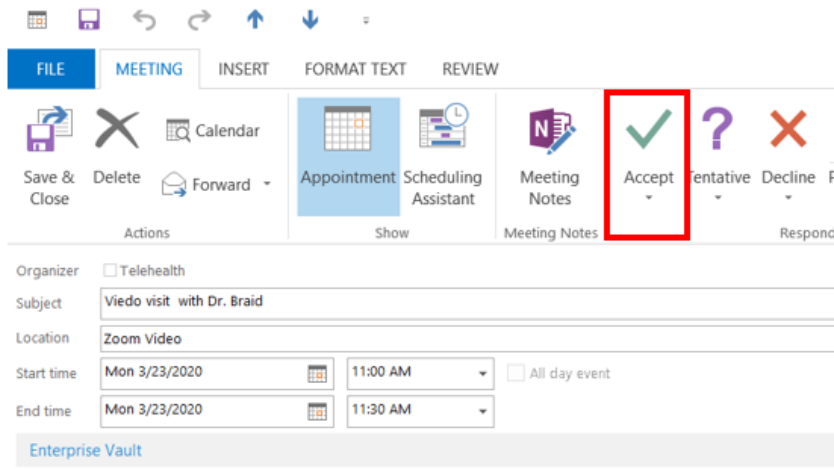 FILE MEETING INSERT FORMAT TEXT REVIEW
Calendar
Save & Close Delete Forward Appointment Scheduling Assistant Meeting Notes Accept Tentative Decline
Actions Show Meeting Notes Respond
Organizer Telehealth
Subject Viedo visit with Dr. Braid
Location Zoom Video
Start time Mon 3/23/2020 11:00 AM All day event
End time Mon 3/23/2020 11:30 AM
Enterprise Vault